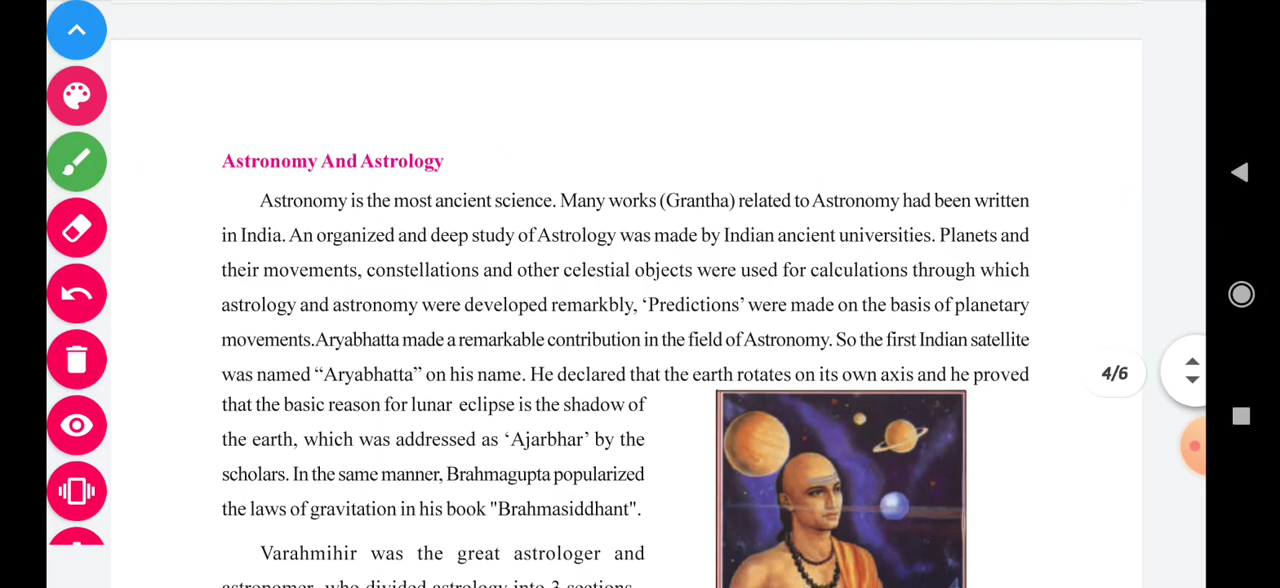 Astronomy And Astrology
Astronomy is the most ancient science. Many works (Grantha) related to Astronomy had been written
in India. An organized and deep study of Astrology was made by Indian ancient universities. Planets and
their movements, constellations and other celestial objects were used for calculations through which
astrology and astronomy were developed remarkbly, ‘Predictions’ were made on the basis of planetary
movements.Aryabhatta made a remarkable contribution in the field of Astronomy. So the first Indian satellite
was named “Aryabhatta” on his name. He declared that the earth rotates on its own axis and he proved
4/6
that the basic reason for lunar eclipse is the shadow of
the earth, which was addressed as ‘Ajarbhar’ by the
scholars. In the same manner, Brahmagupta popularized
the laws of gravitation in his book "Brahmasiddhant".
Varahmihir was the great astrologer and
astronomer, who divided astrology into 3 sections